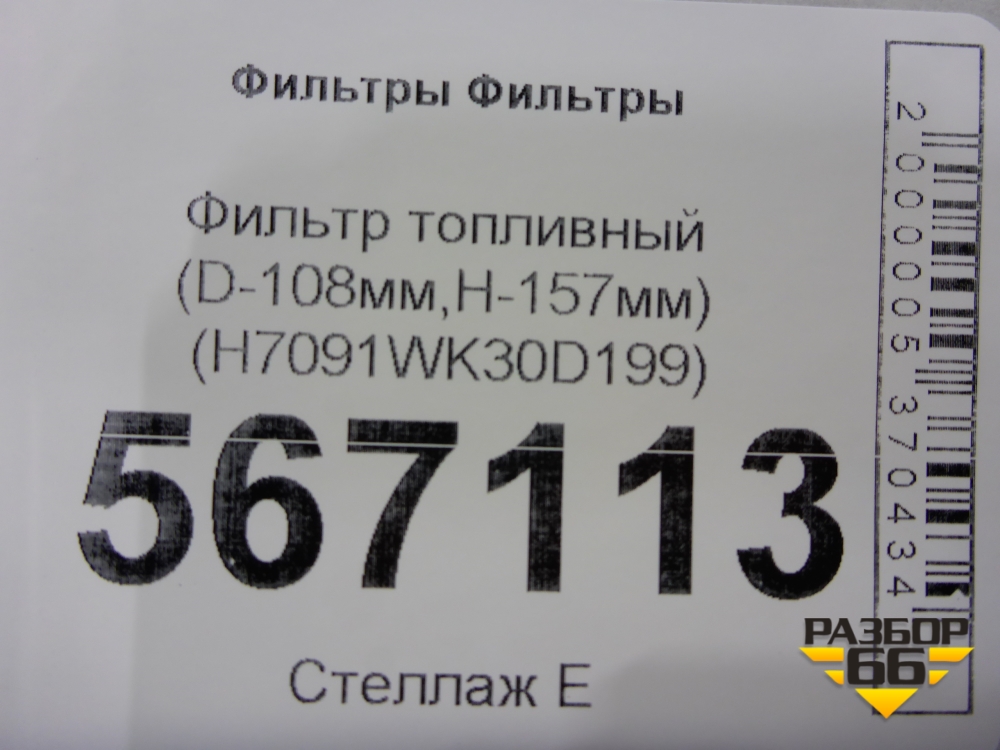 Фильтры Фильтры
Фильтр топливный
(D-108мм,H-157мм)
(H7091WK30D199)
567113
Стеллаж E
2000005370434
РАЗБОР
66